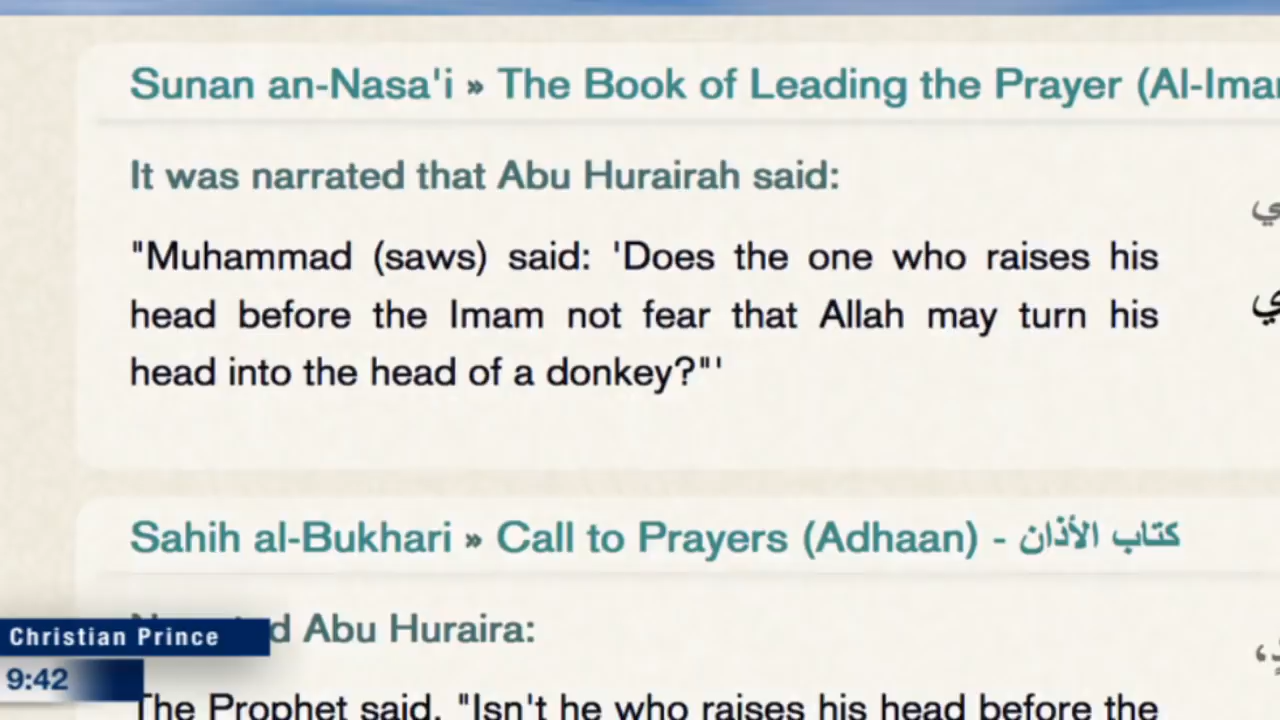 Sunan an-Nasa'i » The Book of Leading the Prayer
It was narrated that Abu Hurairah said:
"Muhammad (saws) said: 'Does the one who raises his
head before the Imam not fear that Allah may turn his
head into the head of a donkey?"'
Sahih al-Bukhari » Call to Prayers (Adhaan) - كتاب الأذان
Abu Huraira:
Christian Prince
9:42
The Prophet said, "Isn't he who raises his head before the